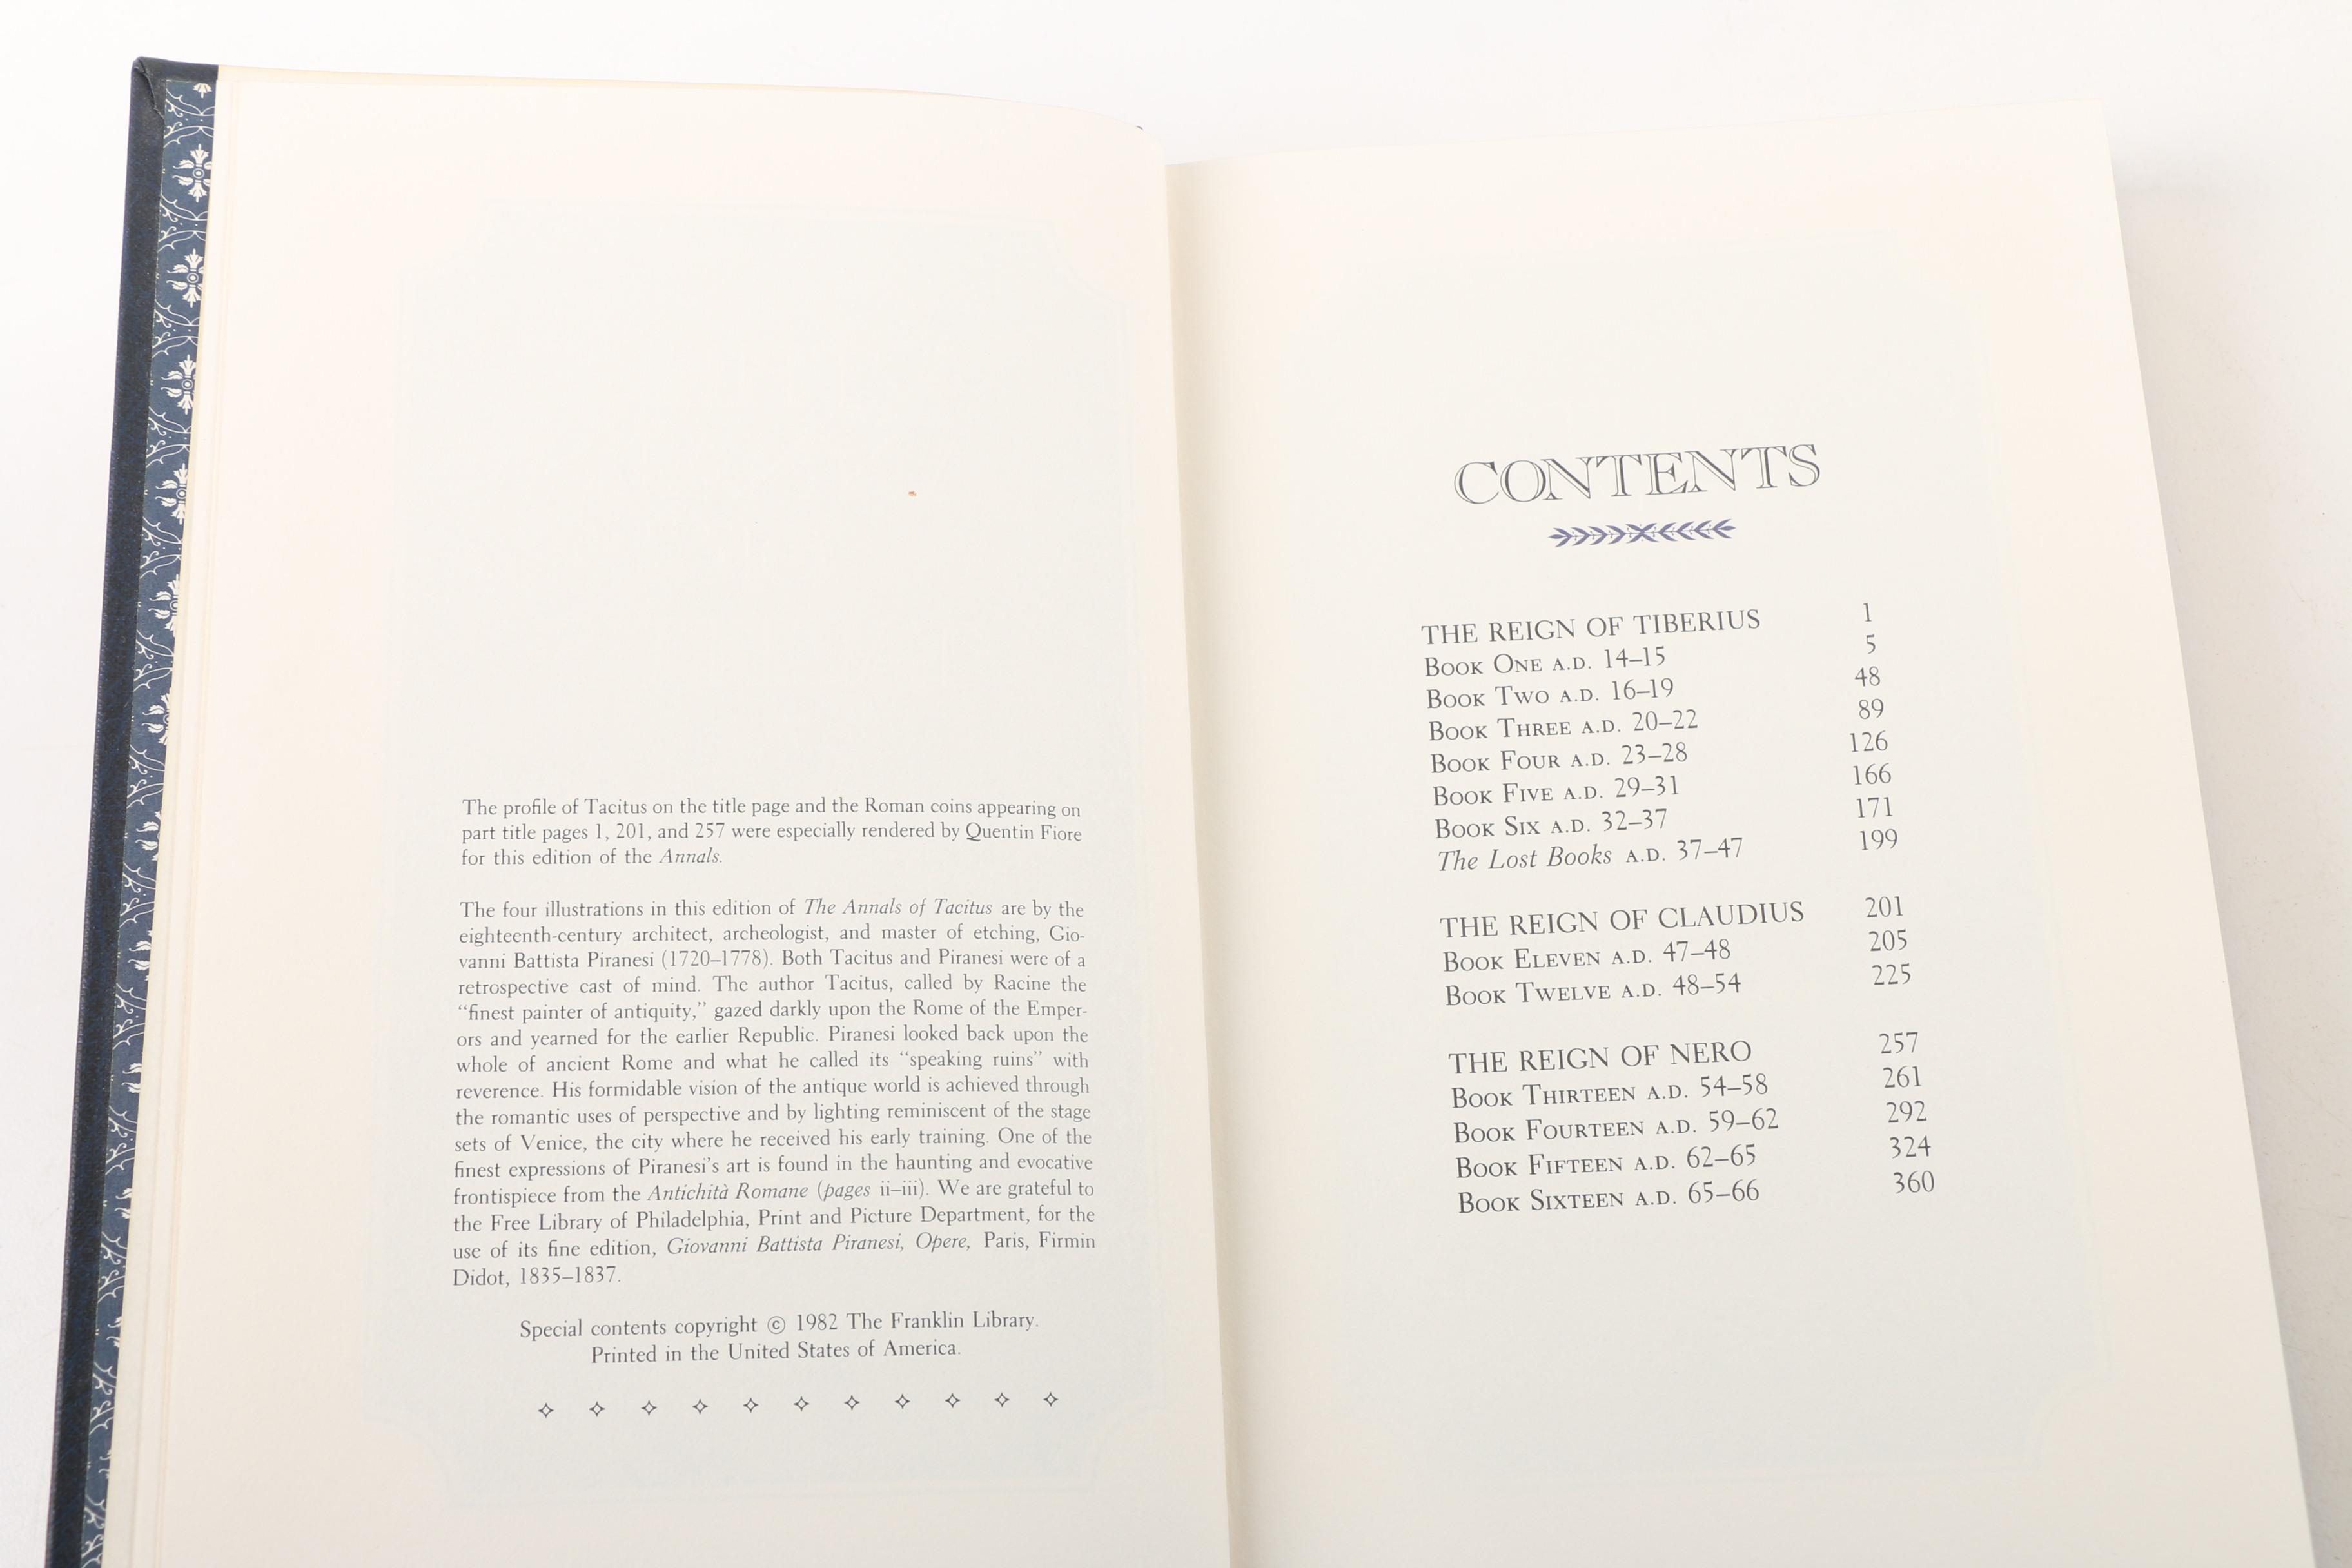 The profile of Tacitus on the title page and the Roman coins appearing on
part title pages 1, 201, and 257 were especially rendered by Quentin Fiore
for this edition of the Annals.
The four illustrations in this edition of The Annals of Tacitus are by the
eighteenth-century architect, archeologist, and master of etching, Gio-
vanni Battista Piranesi (1720–1778). Both Tacitus and Piranesi were of a
retrospective cast of mind. The author Tacitus, called by Racine the
“finest painter of antiquity,” gazed darkly upon the Rome of the Emper-
ors and yearned for the earlier Republic. Piranesi looked back upon the
whole of ancient Rome and what he called its “speaking ruins” with
reverence. His formidable vision of the antique world is achieved through
the romantic uses of perspective and by lighting reminiscent of the stage
sets of Venice, the city where he received his early training. One of the
finest expressions of Piranesi’s art is found in the haunting and evocative
frontispiece from the Antichità Romane (pages ii–iii). We are grateful to
the Free Library of Philadelphia, Print and Picture Department, for the
use of its fine edition, Giovanni Battista Piranesi, Opere, Paris, Firmin
Didot, 1835–1837.
Special contents copyright © 1982 The Franklin Library.
Printed in the United States of America.
CONTENTS
THE REIGN OF TIBERIUS 1
BOOK ONE A.D. 14–15 5
BOOK TWO A.D. 16–19 48
BOOK THREE A.D. 20–22 89
BOOK FOUR A.D. 23–28 126
BOOK FIVE A.D. 29–31 166
BOOK SIX A.D. 32–37 171
The Lost Books A.D. 37–47 199
THE REIGN OF CLAUDIUS 201
BOOK ELEVEN A.D. 47–48 205
BOOK TWELVE A.D. 48–54 225
THE REIGN OF NERO 257
BOOK THIRTEEN A.D. 54–58 261
BOOK FOURTEEN A.D. 59–62 292
BOOK FIFTEEN A.D. 62–65 324
BOOK SIXTEEN A.D. 65–66 360